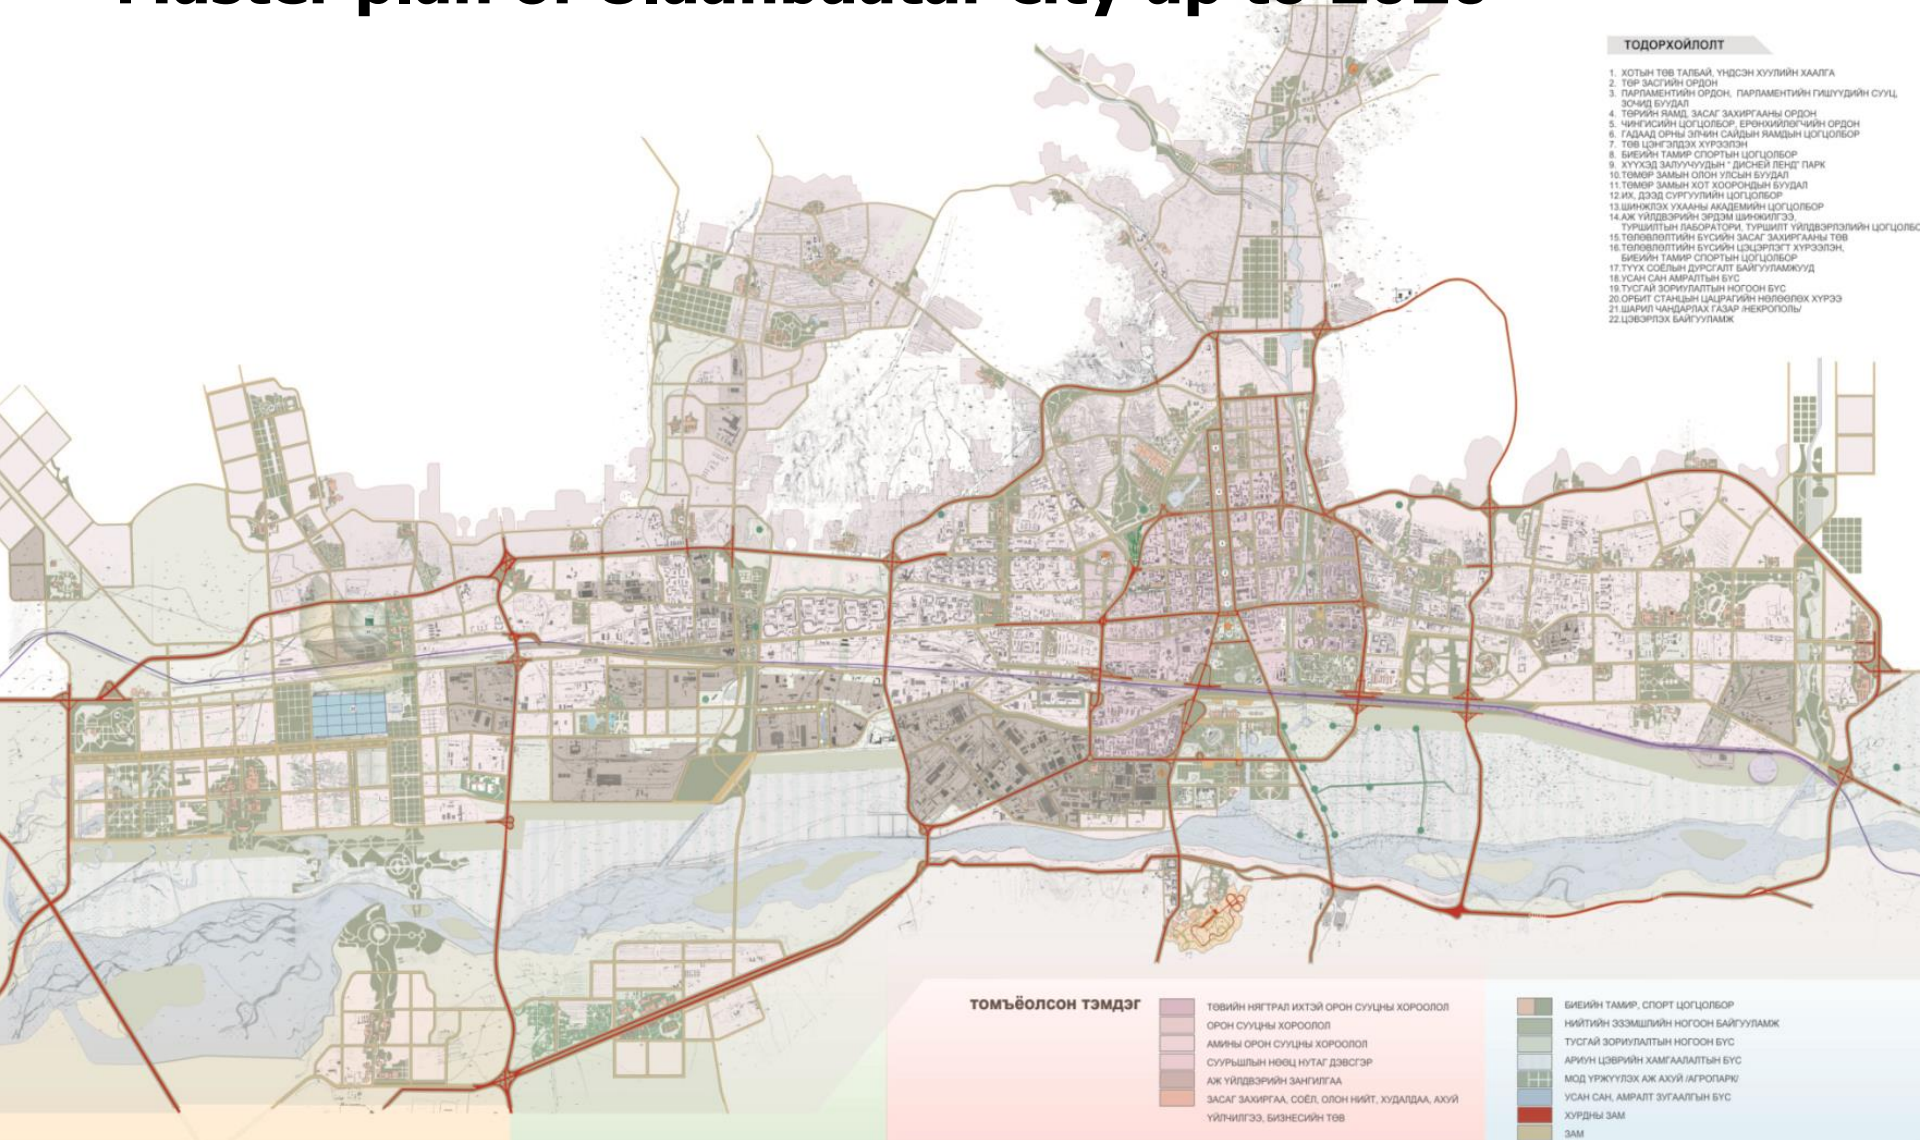 Master plan of Ulaanbaatar city up to 2020
ТОДОРХОЙЛОЛТ
1. ХОТЫН ТӨВ ТАЛБАЙ, ҮНДСЭН ХУУЛИЙН ХААЛГА
2. ТӨР ЗАСГИЙН ОРДОН
3. ПАРЛАМЕНТИЙН ОРДОН, ПАРЛАМЕНТИЙН ГИШҮҮДИЙН СУУЦ,
ЗОЧИД БУУДАЛ
4. ТӨРИЙН ЯАМД, ЗАСАГ ЗАХИРГААНЫ ОРДОН
5. ЧИНГИСИЙН ЦОГЦОЛБОР, ЕРӨНХИЙЛӨГЧИЙН ОРДОН
6. ГАДААД ОРНЫ ЭЛЧИН САЙДЫН ЯАМДЫН ЦОГЦОЛБОР
7. ТӨВ ЦЭНГЭЛДЭХ ХҮРЭЭЛЭН
8. БИЕИЙН ТАМИР СПОРТЫН ЦОГЦОЛБОР
9. ХҮҮХЭД ЗАЛУУЧУУДЫН " ДИСНЕЙ ЛЕНД" ПАРК
10.ТӨМӨР ЗАМЫН ОЛОН УЛСЫН БУУДАЛ
11.ТӨМӨР ЗАМЫН ХОТ ХООРОНДЫН БУУДАЛ
12.ИХ, ДЭЭД СУРГУУЛИЙН ЦОГЦОЛБОР
13.ШИНЖЛЭХ УХААНЫ АКАДЕМИЙН ЦОГЦОЛБОР
14.АЖ ҮЙЛДВЭРИЙН ЭРДЭМ ШИНЖИЛГЭЭ,
ТУРШИЛТЫН ЛАБОРАТОРИ, ТУРШИЛТ ҮЙЛДВЭРЛЭЛИЙН ЦОГЦОЛБО
15.ТӨЛӨВЛӨЛТИЙН БҮСИЙН ЗАСАГ ЗАХИРГААНЫ ТӨВ
16.ТӨЛӨВЛӨЛТИЙН БҮСИЙН ЦЭЦЭРЛЭГТ ХҮРЭЭЛЭН,
БИЕИЙН ТАМИР СПОРТЫН ЦОГЦОЛБОР
17.ТҮҮХ СОЁЛЫН ДУРСГАЛТ БАЙГУУЛАМЖУУД
18.УСАН САН АМРАЛТЫН БҮС
19.ТУСГАЙ ЗОРИУЛАЛТЫН НОГООН БҮС
20.ОРБИТ СТАНЦЫН ЦАЦРАГИЙН НӨЛӨӨЛӨХ ХҮРЭЭ
21.ШАРИЛ ЧАНДАРЛАХ ГАЗАР /НЕКРОПОЛЬ/
22.ЦЭВЭРЛЭХ БАЙГУУЛАМЖ
ТОМЪЁОЛСОН ТЭМДЭГ
ТӨВИЙН НЯГТРАЛ ИХТЭЙ ОРОН СУУЦНЫ ХОРООЛОЛ
ОРОН СУУЦНЫ ХОРООЛОЛ
АМИНЫ ОРОН СУУЦНЫ ХОРООЛОЛ
СУУРЬШЛЫН НӨӨЦ НУТАГ ДЭВСГЭР
АЖ ҮЙЛДВЭРИЙН ЗАНГИЛГАА
ЗАСАГ ЗАХИРГАА, СОЁЛ, ОЛОН НИЙТ, ХУДАЛДАА, АХУЙ
ҮЙЛЧИЛГЭЭ, БИЗНЕСИЙН ТӨВ
БИЕИЙН ТАМИР, СПОРТ ЦОГЦОЛБОР
НИЙТИЙН ЭЗЭМШЛИЙН НОГООН БАЙГУУЛАМЖ
ТУСГАЙ ЗОРИУЛАЛТЫН НОГООН БҮС
АРИУН ЦЭВРИЙН ХАМГААЛАЛТЫН БҮС
МОД ҮРЖҮҮЛЭХ АЖ АХУЙ /АГРОПАРК/
УСАН САН, АМРАЛТ ЗУГААЛГЫН БҮС
ХУРДНЫ ЗАМ
ЗАМ